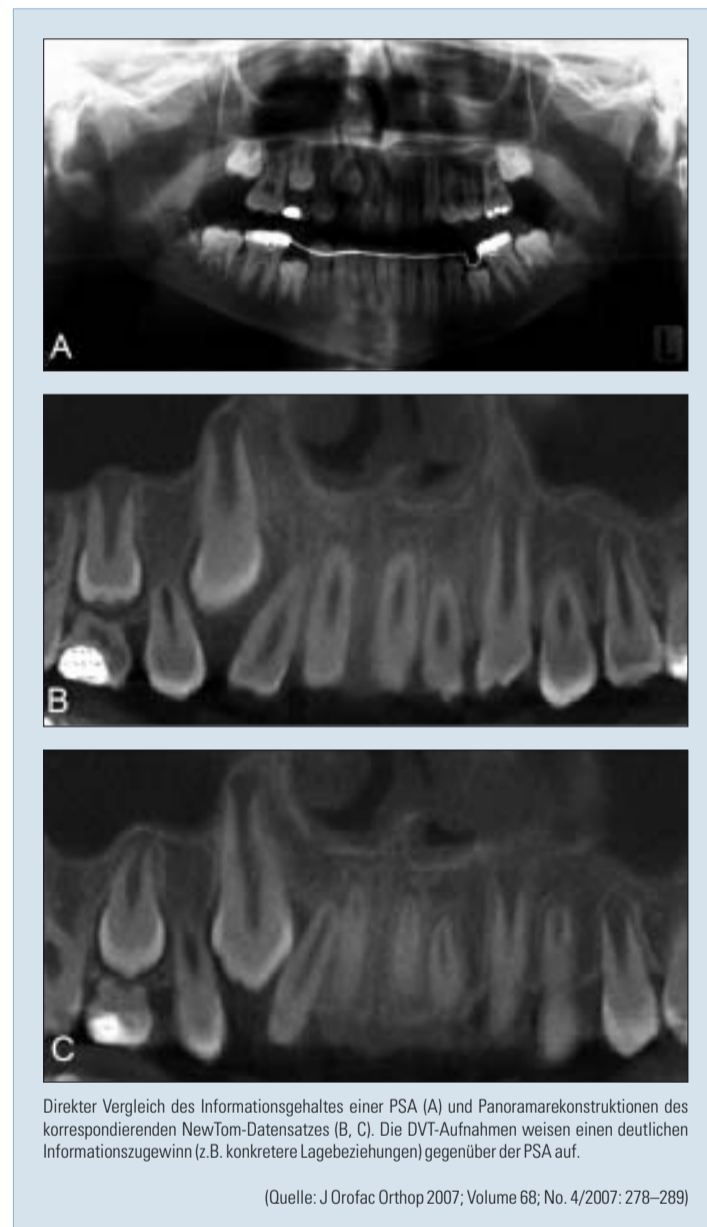 A
L
B
C
Direkter Vergleich des Informationsgehaltes einer PSA (A) und Panoramarekonstruktionen des
korrespondierenden NewTom-Datensatzes (B, C). Die DVT-Aufnahmen weisen einen deutlichen
Informationszugewinn (z.B. konkretere Lagebeziehungen) gegenüber der PSA auf.
(Quelle: J Orofac Orthop 2007; Volume 68; No. 4/2007: 278–289)